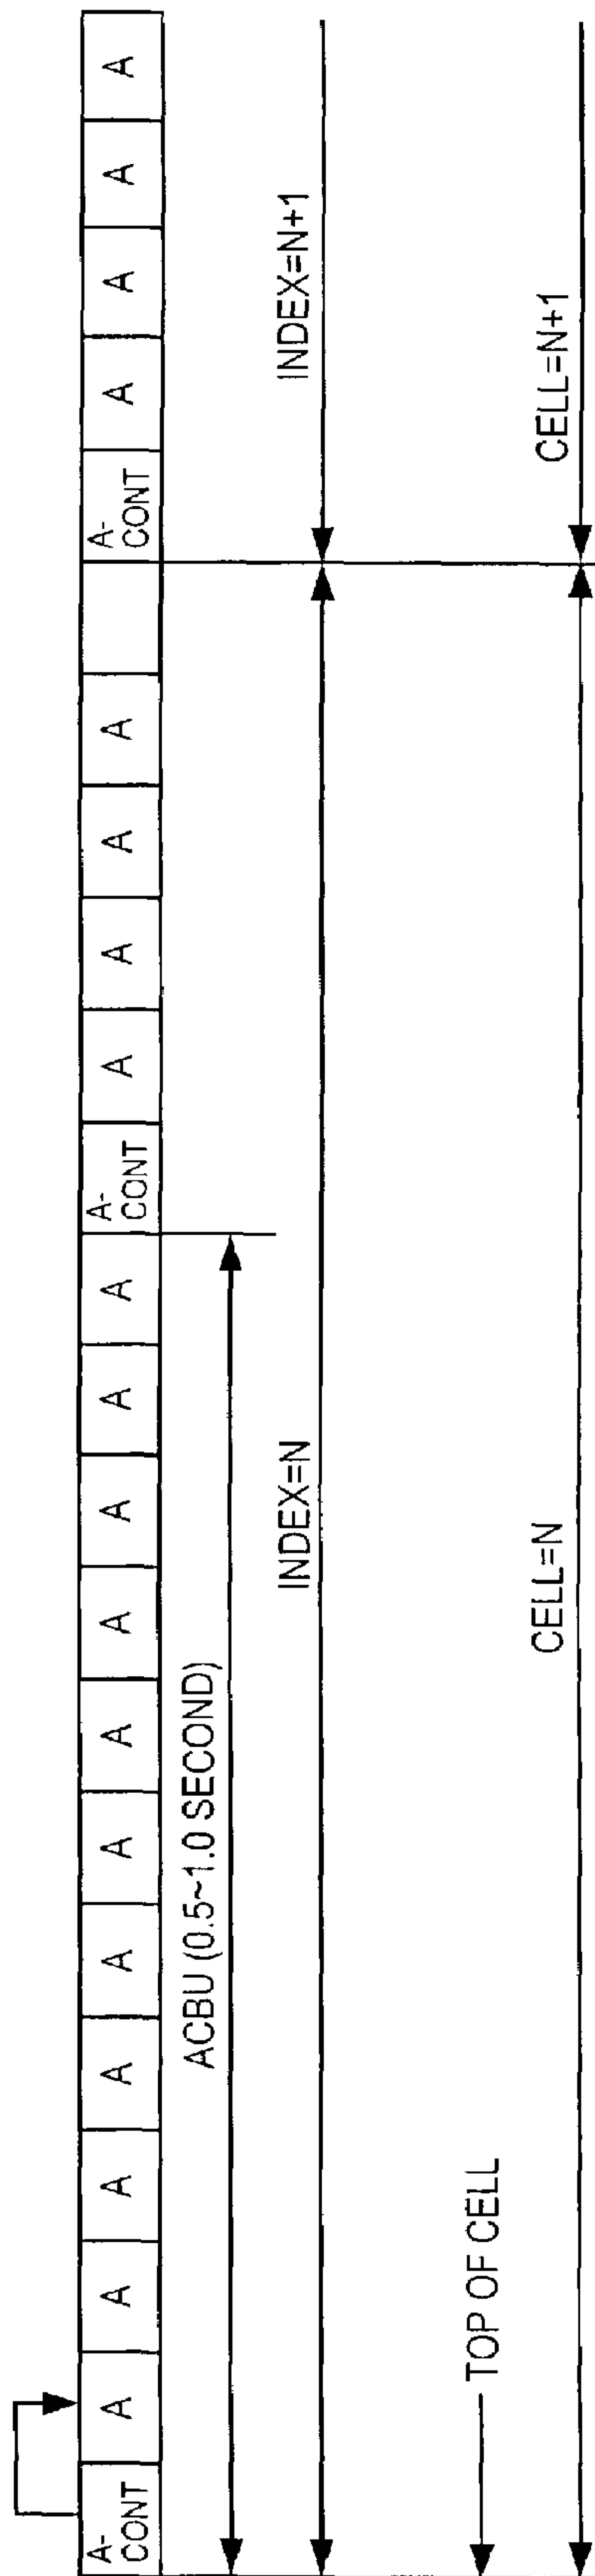 A-
CONT
A
A
A
A
A
A
A
A
A
A
A
A-
CONT
A
A
A
A
A-
CONT
A
A
A
A
ACBU (0.5~1.0 SECOND)
INDEX=N
INDEX=N+1
TOP OF CELL
CELL=N
CELL=N+1